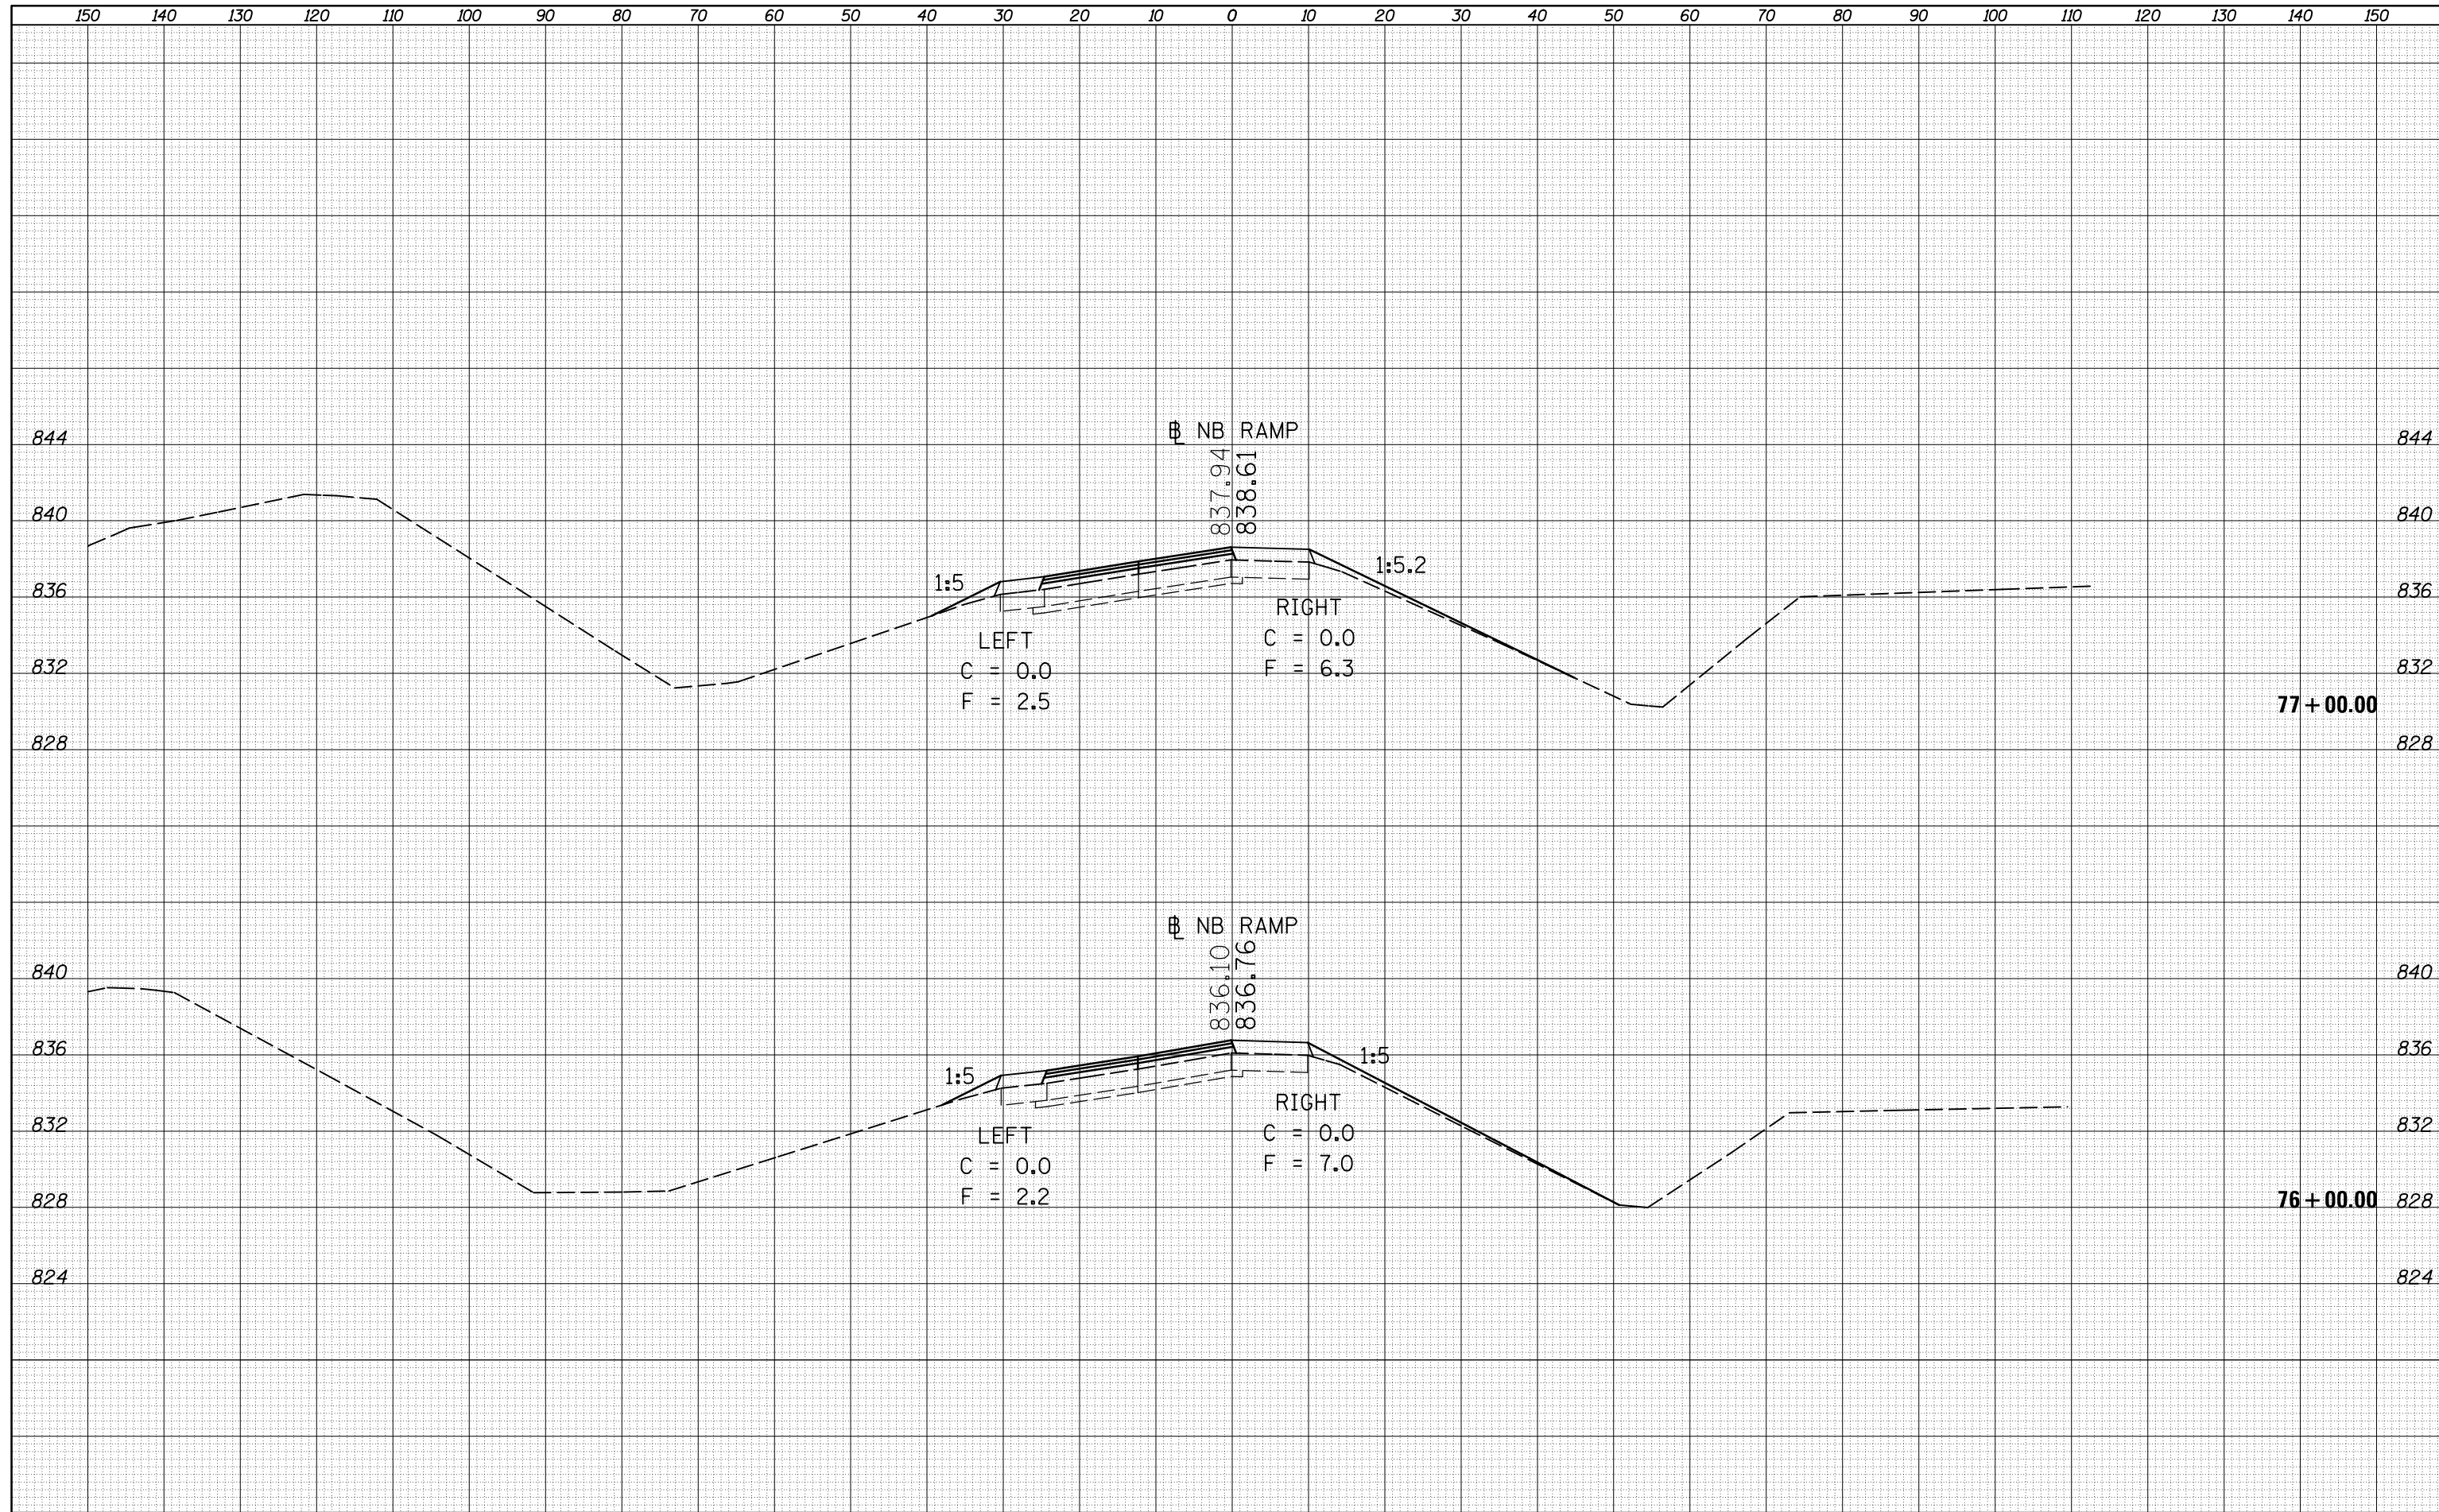 150 140 130 120 110 100 90 80 70 60 50 40 30 20 10 0 10 20 30 40 50 60 70 80 90 100 110 120 130 140 150
℄ NB RAMP
844 844
837.94
838.61
840 840
1:5 1:5.2
836 836
RIGHT
LEFT
C = 0.0
C = 0.0
F = 6.3
832 832
F = 2.5
77+00.00
828 828
℄ NB RAMP
836.10
836.76
840 840
836 836
1:5 1:5
RIGHT
832 832
LEFT
C = 0.0
C = 0.0
F = 7.0
F = 2.2
76+00.00
828 828
824 824